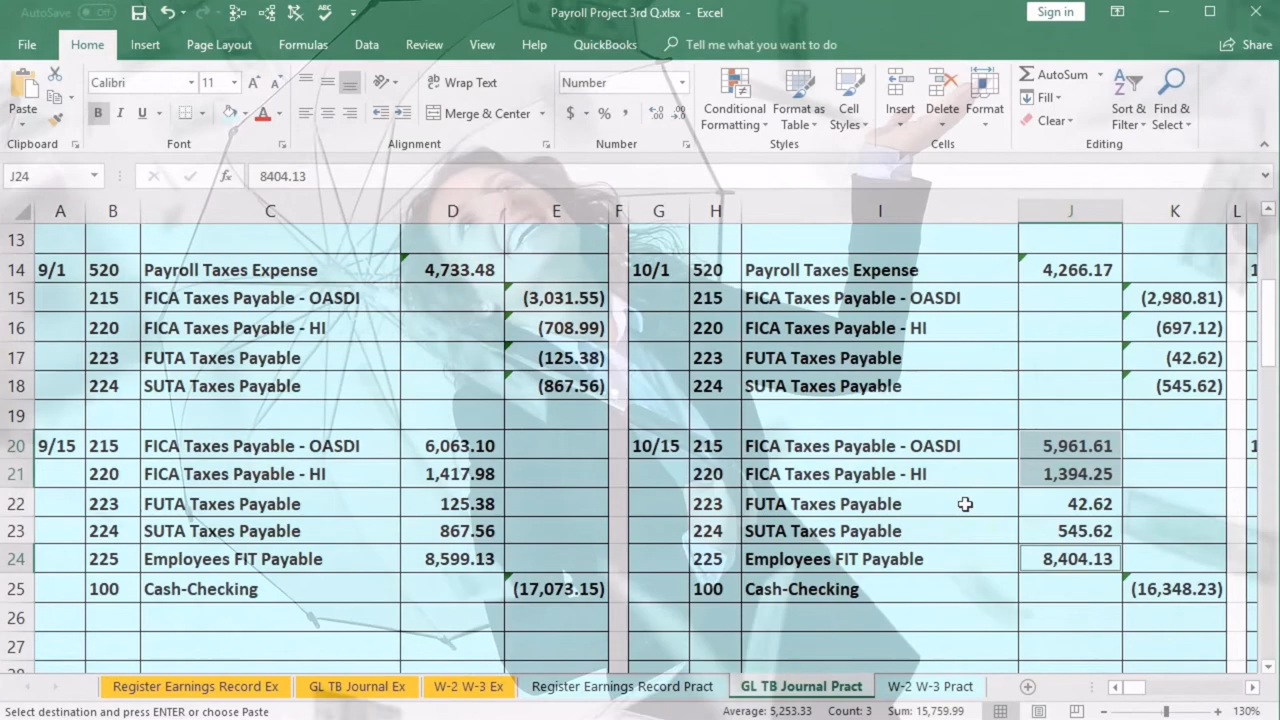 AutoSave Off Payroll Project 3rd Q.xlsx - Excel Sign in
File Home Insert Page Layout Formulas Data Review View Help QuickBooks Tell me what you want to do Share
Calibri 11 Wrap Text Number AutoSum
Paste Merge & Center Conditional Formatting Format as Table Cell Styles Insert Delete Format Fill Clear Sort & Filter Find & Select
Clipboard Font Alignment Number Styles Cells Editing
J24 fx 8404.13
A B C D E F G H I J K L
13
14 9/1 520 Payroll Taxes Expense 4,733.48 10/1 520 Payroll Taxes Expense 4,266.17 1
15 215 FICA Taxes Payable - OASDI (3,031.55) 215 FICA Taxes Payable - OASDI (2,980.81)
16 220 FICA Taxes Payable - HI (708.99) 220 FICA Taxes Payable - HI (697.12)
17 223 FUTA Taxes Payable (125.38) 223 FUTA Taxes Payable (42.62)
18 224 SUTA Taxes Payable (867.56) 224 SUTA Taxes Payable (545.62)
19
20 9/15 215 FICA Taxes Payable - OASDI 6,063.10 10/15 215 FICA Taxes Payable - OASDI 5,961.61 1
21 220 FICA Taxes Payable - HI 1,417.98 220 FICA Taxes Payable - HI 1,394.25
22 223 FUTA Taxes Payable 125.38 223 FUTA Taxes Payable 42.62
23 224 SUTA Taxes Payable 867.56 224 SUTA Taxes Payable 545.62
24 225 Employees FIT Payable 8,599.13 225 Employees FIT Payable 8,404.13
25 100 Cash-Checking (17,073.15) 100 Cash-Checking (16,348.23)
26
27
Register Earnings Record Ex GL TB Journal Ex W-2 W-3 Ex Register Earnings Record Pract GL TB Journal Pract W-2 W-3 Pract
Select destination and press ENTER or choose Paste Average: 5,253.33 Count: 3 Sum: 15,759.99 130%